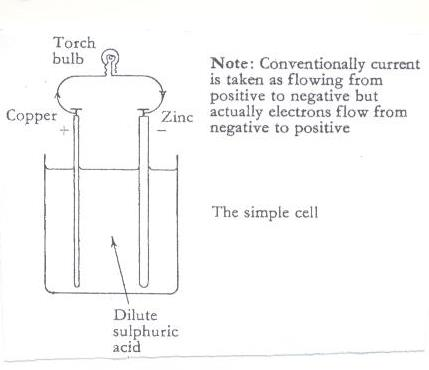 Torch
bulb
Note: Conventionally current
is taken as flowing from
positive to negative but
actually electrons flow from
negative to positive
Copper
+
Zinc
−
The simple cell
Dilute
sulphuric
acid